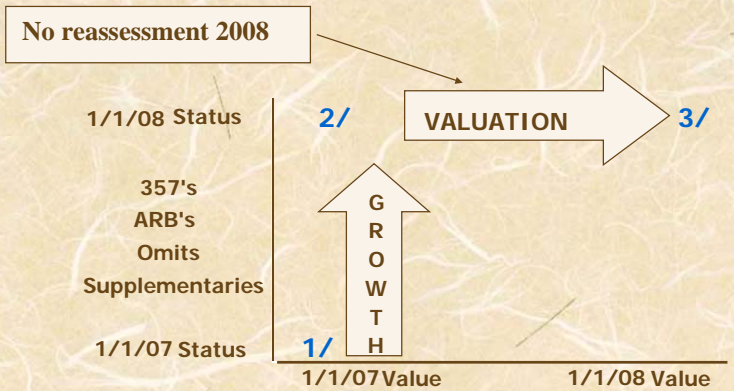 No reassessment 2008
1/1/08 Status
2/
VALUATION
3/
357's
ARB's
Omits
Supplementaries
G
R
O
W
T
H
1/1/07 Status
1/
1/1/07 Value
1/1/08 Value